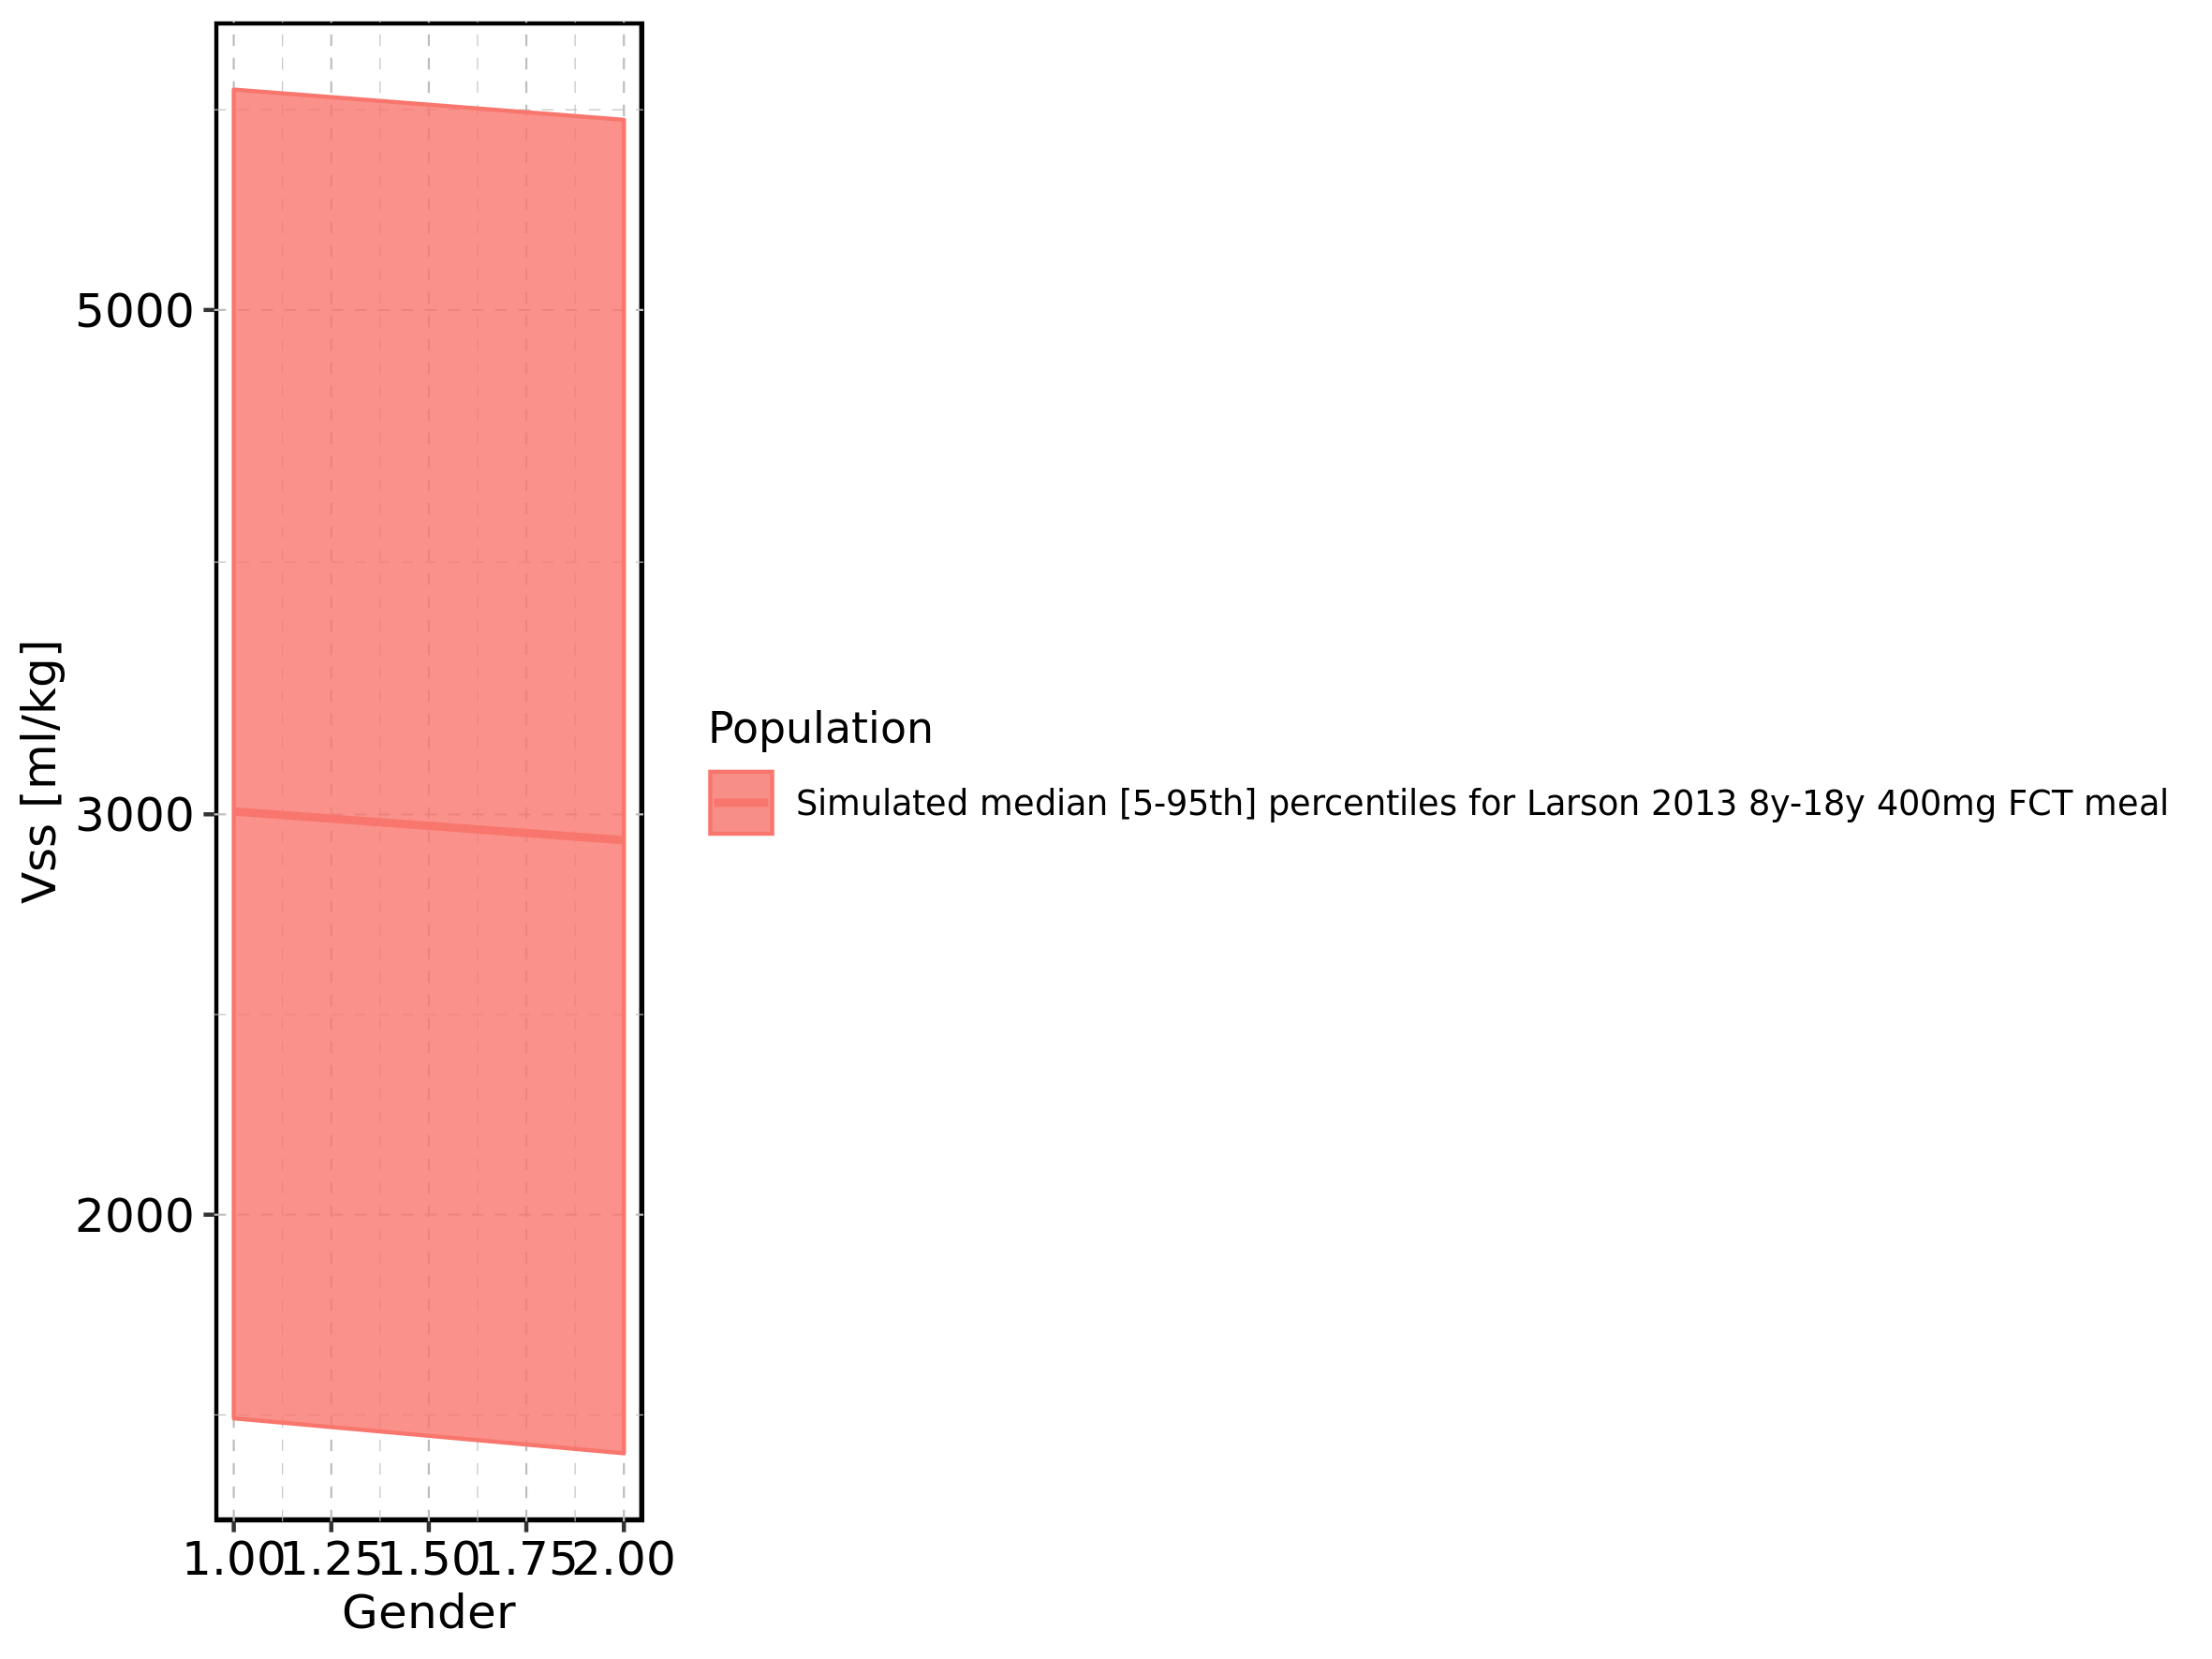 Vss [ml/kg]
5000
3000
2000
1.00 1.25 1.50 1.75 2.00
Gender
Population
Simulated median [5-95th] percentiles for Larson 2013 8y-18y 400mg FCT meal